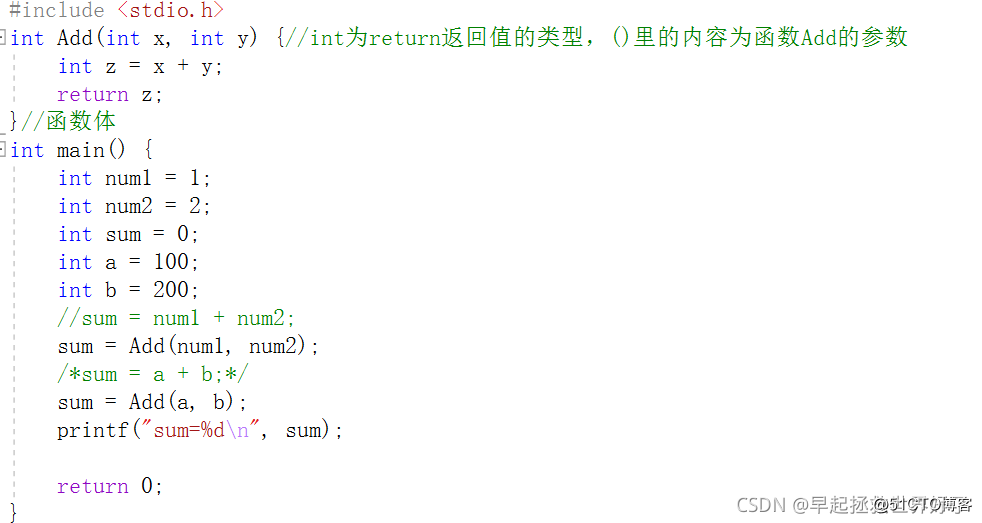 #include <stdio.h>
int Add(int x, int y) {//int为return返回值的类型，()里的内容为函数Add的参数
int z = x + y;
return z;
}//函数体
int main() {
int num1 = 1;
int num2 = 2;
int sum = 0;
int a = 100;
int b = 200;
//sum = num1 + num2;
sum = Add(num1, num2);
/*sum = a + b;*/
sum = Add(a, b);
printf("sum=%d\n", sum);
return 0;
}
CSDN @早起拯救世界
@51CTO博客